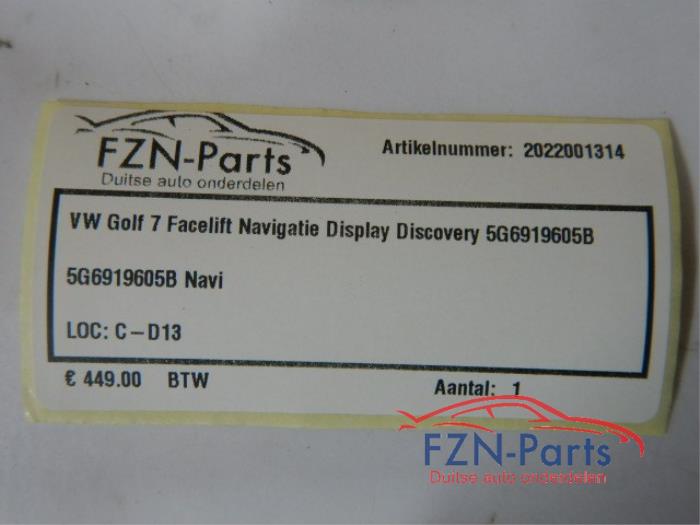 FZN-Parts
Duitse auto onderdelen
Artikelnummer: 2022001314
VW Golf 7 Facelift Navigatie Display Discovery 5G6919605B
5G6919605B Navi
LOC: C-D13
€ 449.00 BTW
Aantal: 1
FZN-Parts
Duitse auto onderdelen